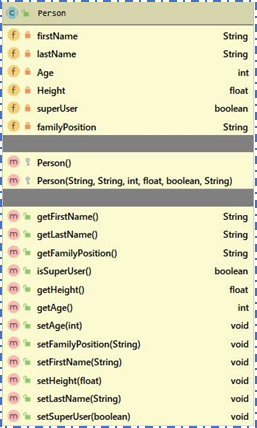 Person
firstName String
lastName String
Age int
Height float
superUser boolean
familyPosition String
Person()
Person(String, String, int, float, boolean, String)
getFirstName() String
getLastName() String
getFamilyPosition() String
isSuperUser() boolean
getHeight() float
getAge() int
setAge(int) void
setFamilyPosition(String) void
setFirstName(String) void
setHeight(float) void
setLastName(String) void
setSuperUser(boolean) void